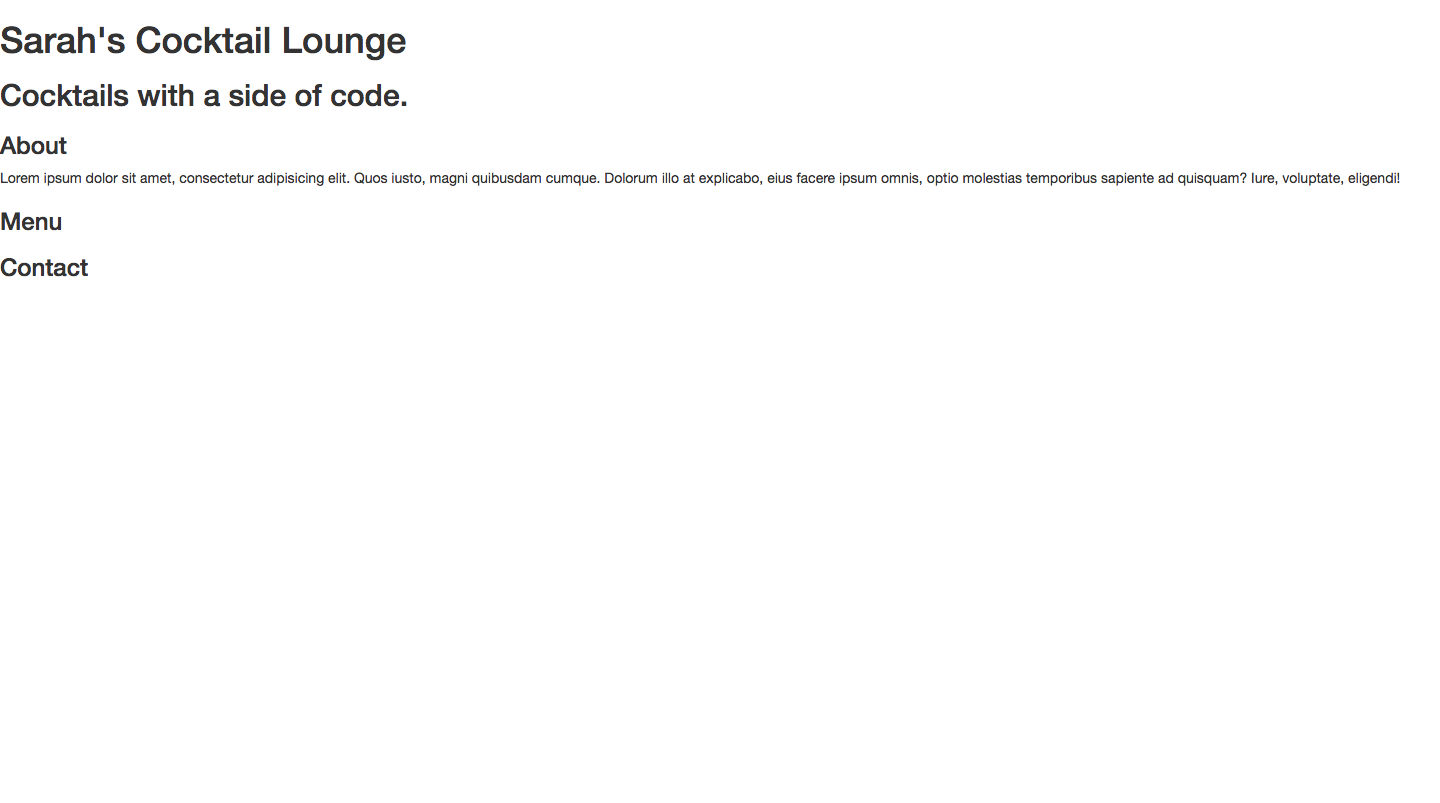 Sarah's Cocktail Lounge
Cocktails with a side of code.
About
Lorem ipsum dolor sit amet, consectetur adipisicing elit. Quos iusto, magni quibusdam cumque. Dolorum illo at explicabo, eius facere ipsum omnis, optio molestias temporibus sapiente ad quisquam? Iure, voluptate, eligendi!
Menu
Contact